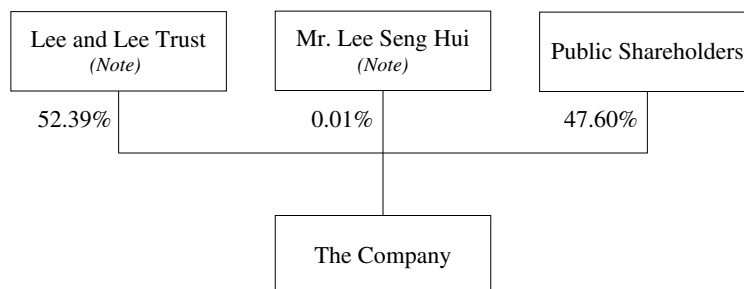 Lee and Lee Trust
(Note)
Mr. Lee Seng Hui
(Note)
Public Shareholders
52.39%
0.01%
47.60%
The Company